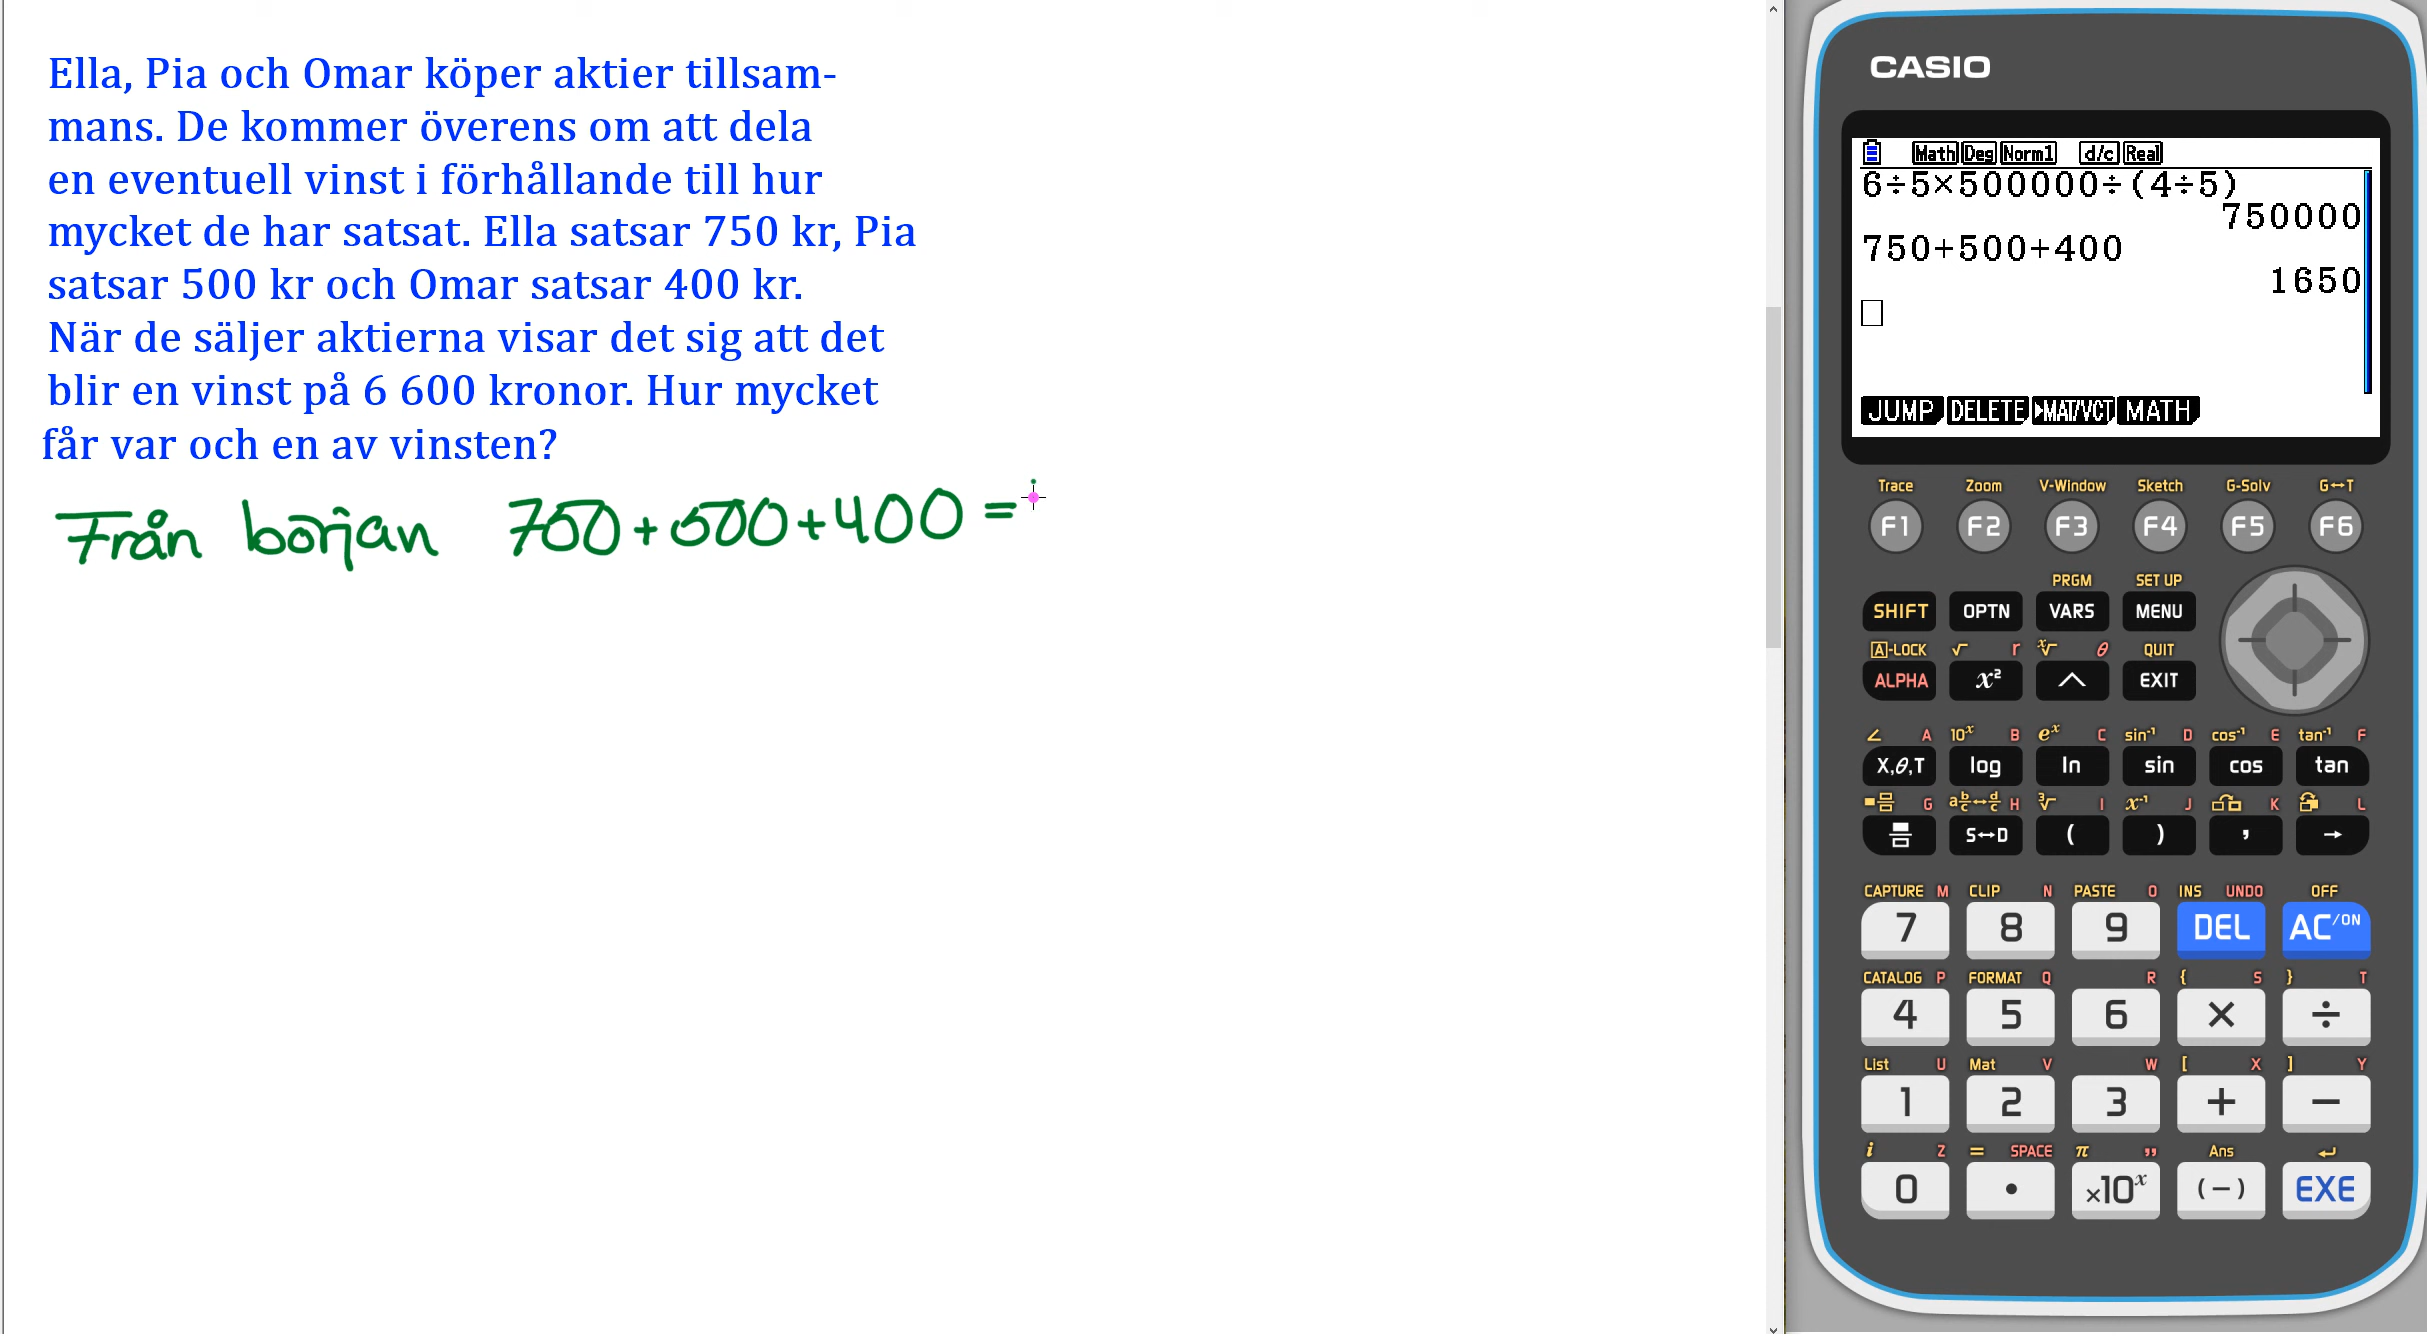 Ella, Pia och Omar köper aktier tillsam-
mans. De kommer överens om att dela
en eventuell vinst i förhållande till hur
mycket de har satsat. Ella satsar 750 kr, Pia
satsar 500 kr och Omar satsar 400 kr.
När de säljer aktierna visar det sig att det
blir en vinst på 6 600 kronor. Hur mycket
får var och en av vinsten?
Från början 750+500+400 =
CASIO
Math Deg Norm1 d/c Real
6÷5×500000÷(4÷5)
750000
750+500+400
1650
JUMP DELETE ▶MAT/VCT MATH
Trace Zoom V-Window Sketch G-Solv G↔T
F1 F2 F3 F4 F5 F6
PRGM SET UP
SHIFT OPTN VARS MENU
A-LOCK √ r ˣ√ θ QUIT
ALPHA x² ^ EXIT
∠ A 10ˣ B eˣ C sin⁻¹ D cos⁻¹ E tan⁻¹ F
X,θ,T log ln sin cos tan
G a b/c↔d/c H ³√ I x⁻¹ J K L
S↔D ( ) , →
CAPTURE M CLIP N PASTE O INS UNDO OFF
7 8 9 DEL AC/ON
CATALOG P FORMAT Q R { S } T
4 5 6 × ÷
List U Mat V W [ X ] Y
1 2 3 + −
i Z = SPACE π " Ans ↵
0 • ×10ˣ (−) EXE